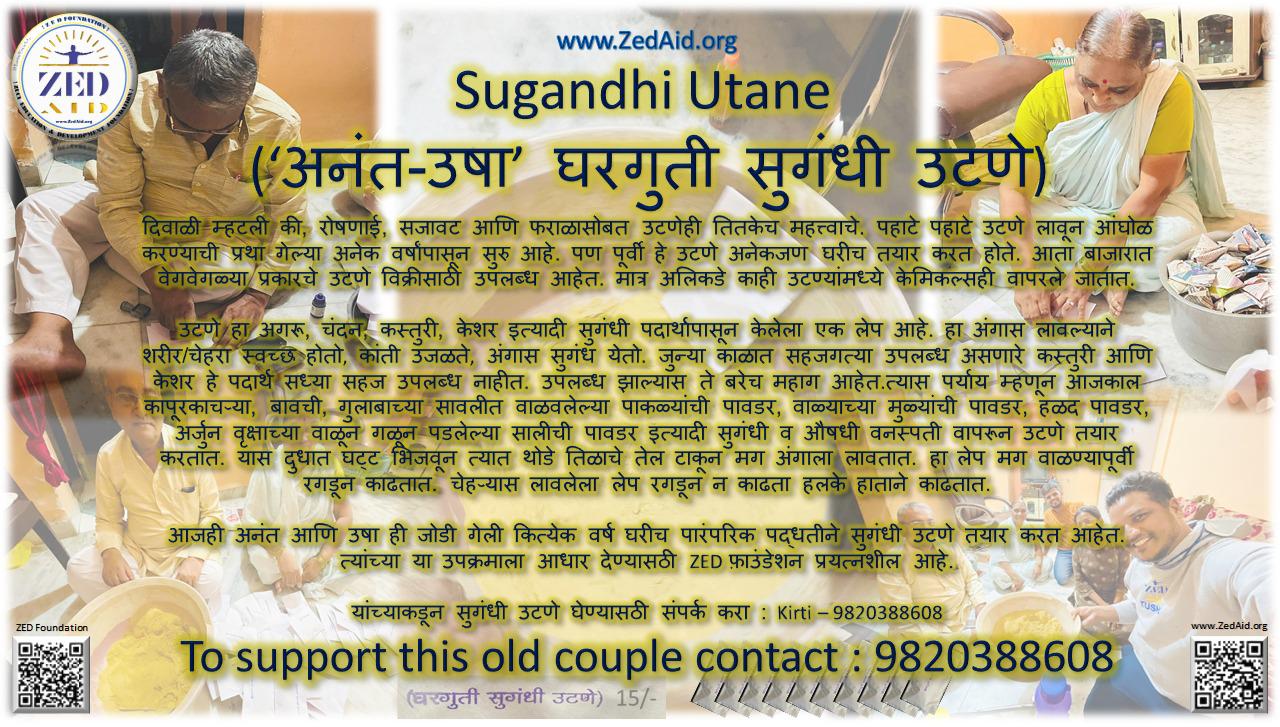 Z E D FOUNDATION
ZED
AID
www.ZedAid.org
Sugandhi Utane
(‘अनंत-उषा’ घरगुती सुगंधी उटणे)
दिवाळी म्हटली की, रोषणाई, सजावट आणि फराळासोबत उटणेही तितकेच महत्त्वाचे. पहाटे पहाटे उटणे लावून आंघोळ
करण्याची प्रथा गेल्या अनेक वर्षांपासून सुरु आहे. पण पूर्वी हे उटणे अनेकजण घरीच तयार करत होते. आता बाजारात
वेगवेगळ्या प्रकारचे उटणे विक्रीसाठी उपलब्ध आहेत. मात्र अलिकडे काही उटण्यांमध्ये केमिकल्सही वापरले जातात.
उटणे हा अगरू, चंदन, कस्तुरी, केशर इत्यादी सुगंधी पदार्थापासून केलेला एक लेप आहे. हा अंगास लावल्याने
शरीर/चेहरा स्वच्छ होतो, कांती उजळते, अंगास सुगंध येतो. जुन्या काळात सहजगत्या उपलब्ध असणारे कस्तुरी आणि
केशर हे पदार्थ सध्या सहज उपलब्ध नाहीत. उपलब्ध झाल्यास ते बरेच महाग आहेत.त्यास पर्याय म्हणून आजकाल
कापूरकाचऱ्या, बावची, गुलाबाच्या सावलीत वाळवलेल्या पाकळ्यांची पावडर, वाळ्याच्या मुळ्यांची पावडर, हळद पावडर,
अर्जुन वृक्षाच्या वाळून गळून पडलेल्या सालीची पावडर इत्यादी सुगंधी व औषधी वनस्पती वापरून उटणे तयार
करतात. यास दुधात घट्ट भिजवून त्यात थोडे तिळाचे तेल टाकून मग अंगाला लावतात. हा लेप मग वाळण्यापूर्वी
रगडून काढतात. चेहऱ्यास लावलेला लेप रगडून न काढता हलके हाताने काढतात.
आजही अनंत आणि उषा ही जोडी गेली कित्येक वर्ष घरीच पारंपरिक पद्धतीने सुगंधी उटणे तयार करत आहेत.
त्यांच्या या उपक्रमाला आधार देण्यासठी ZED फ़ाउंडेशन प्रयत्नशील आहे.
यांच्याकडून सुगंधी उटणे घेण्यासठी संपर्क करा : Kirti – 9820388608
ZED Foundation
www.ZedAid.org
To support this old couple contact : 9820388608
(घरगुती सुगंधी उटणे) 15/-